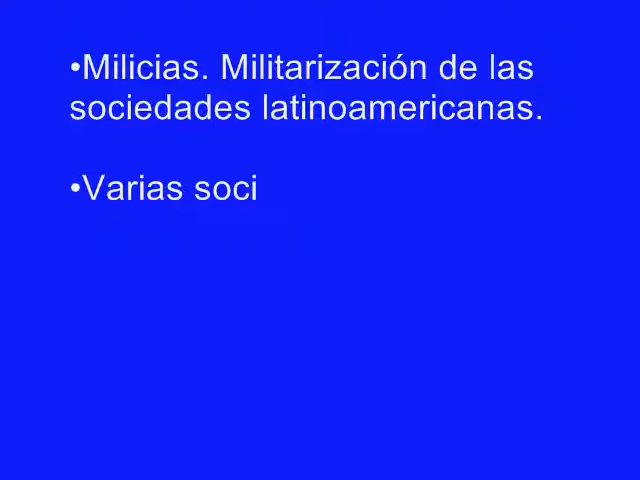 •Milicias. Militarización de las
sociedades latinoamericanas.
•Varias soci